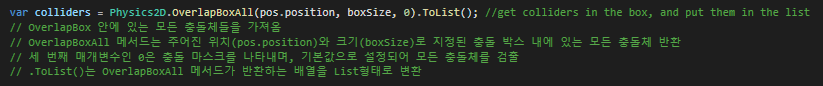 var colliders = Physics2D.OverlapBoxAll(pos.position, boxSize, 0).ToList(); //get colliders in the box, and put them in the list
// OverlapBox 안에 있는 모든 충돌체들을 가져옴
// OverlapBoxAll 메서드는 주어진 위치(pos.position)와 크기(boxSize)로 지정된 충돌 박스 내에 있는 모든 충돌체 반환
// 세 번째 매개변수인 0은 충돌 마스크를 나타내며, 기본값으로 설정되어 모든 충돌체를 검출
// .ToList()는 OverlapBoxAll 메서드가 반환하는 배열을 List형태로 변환